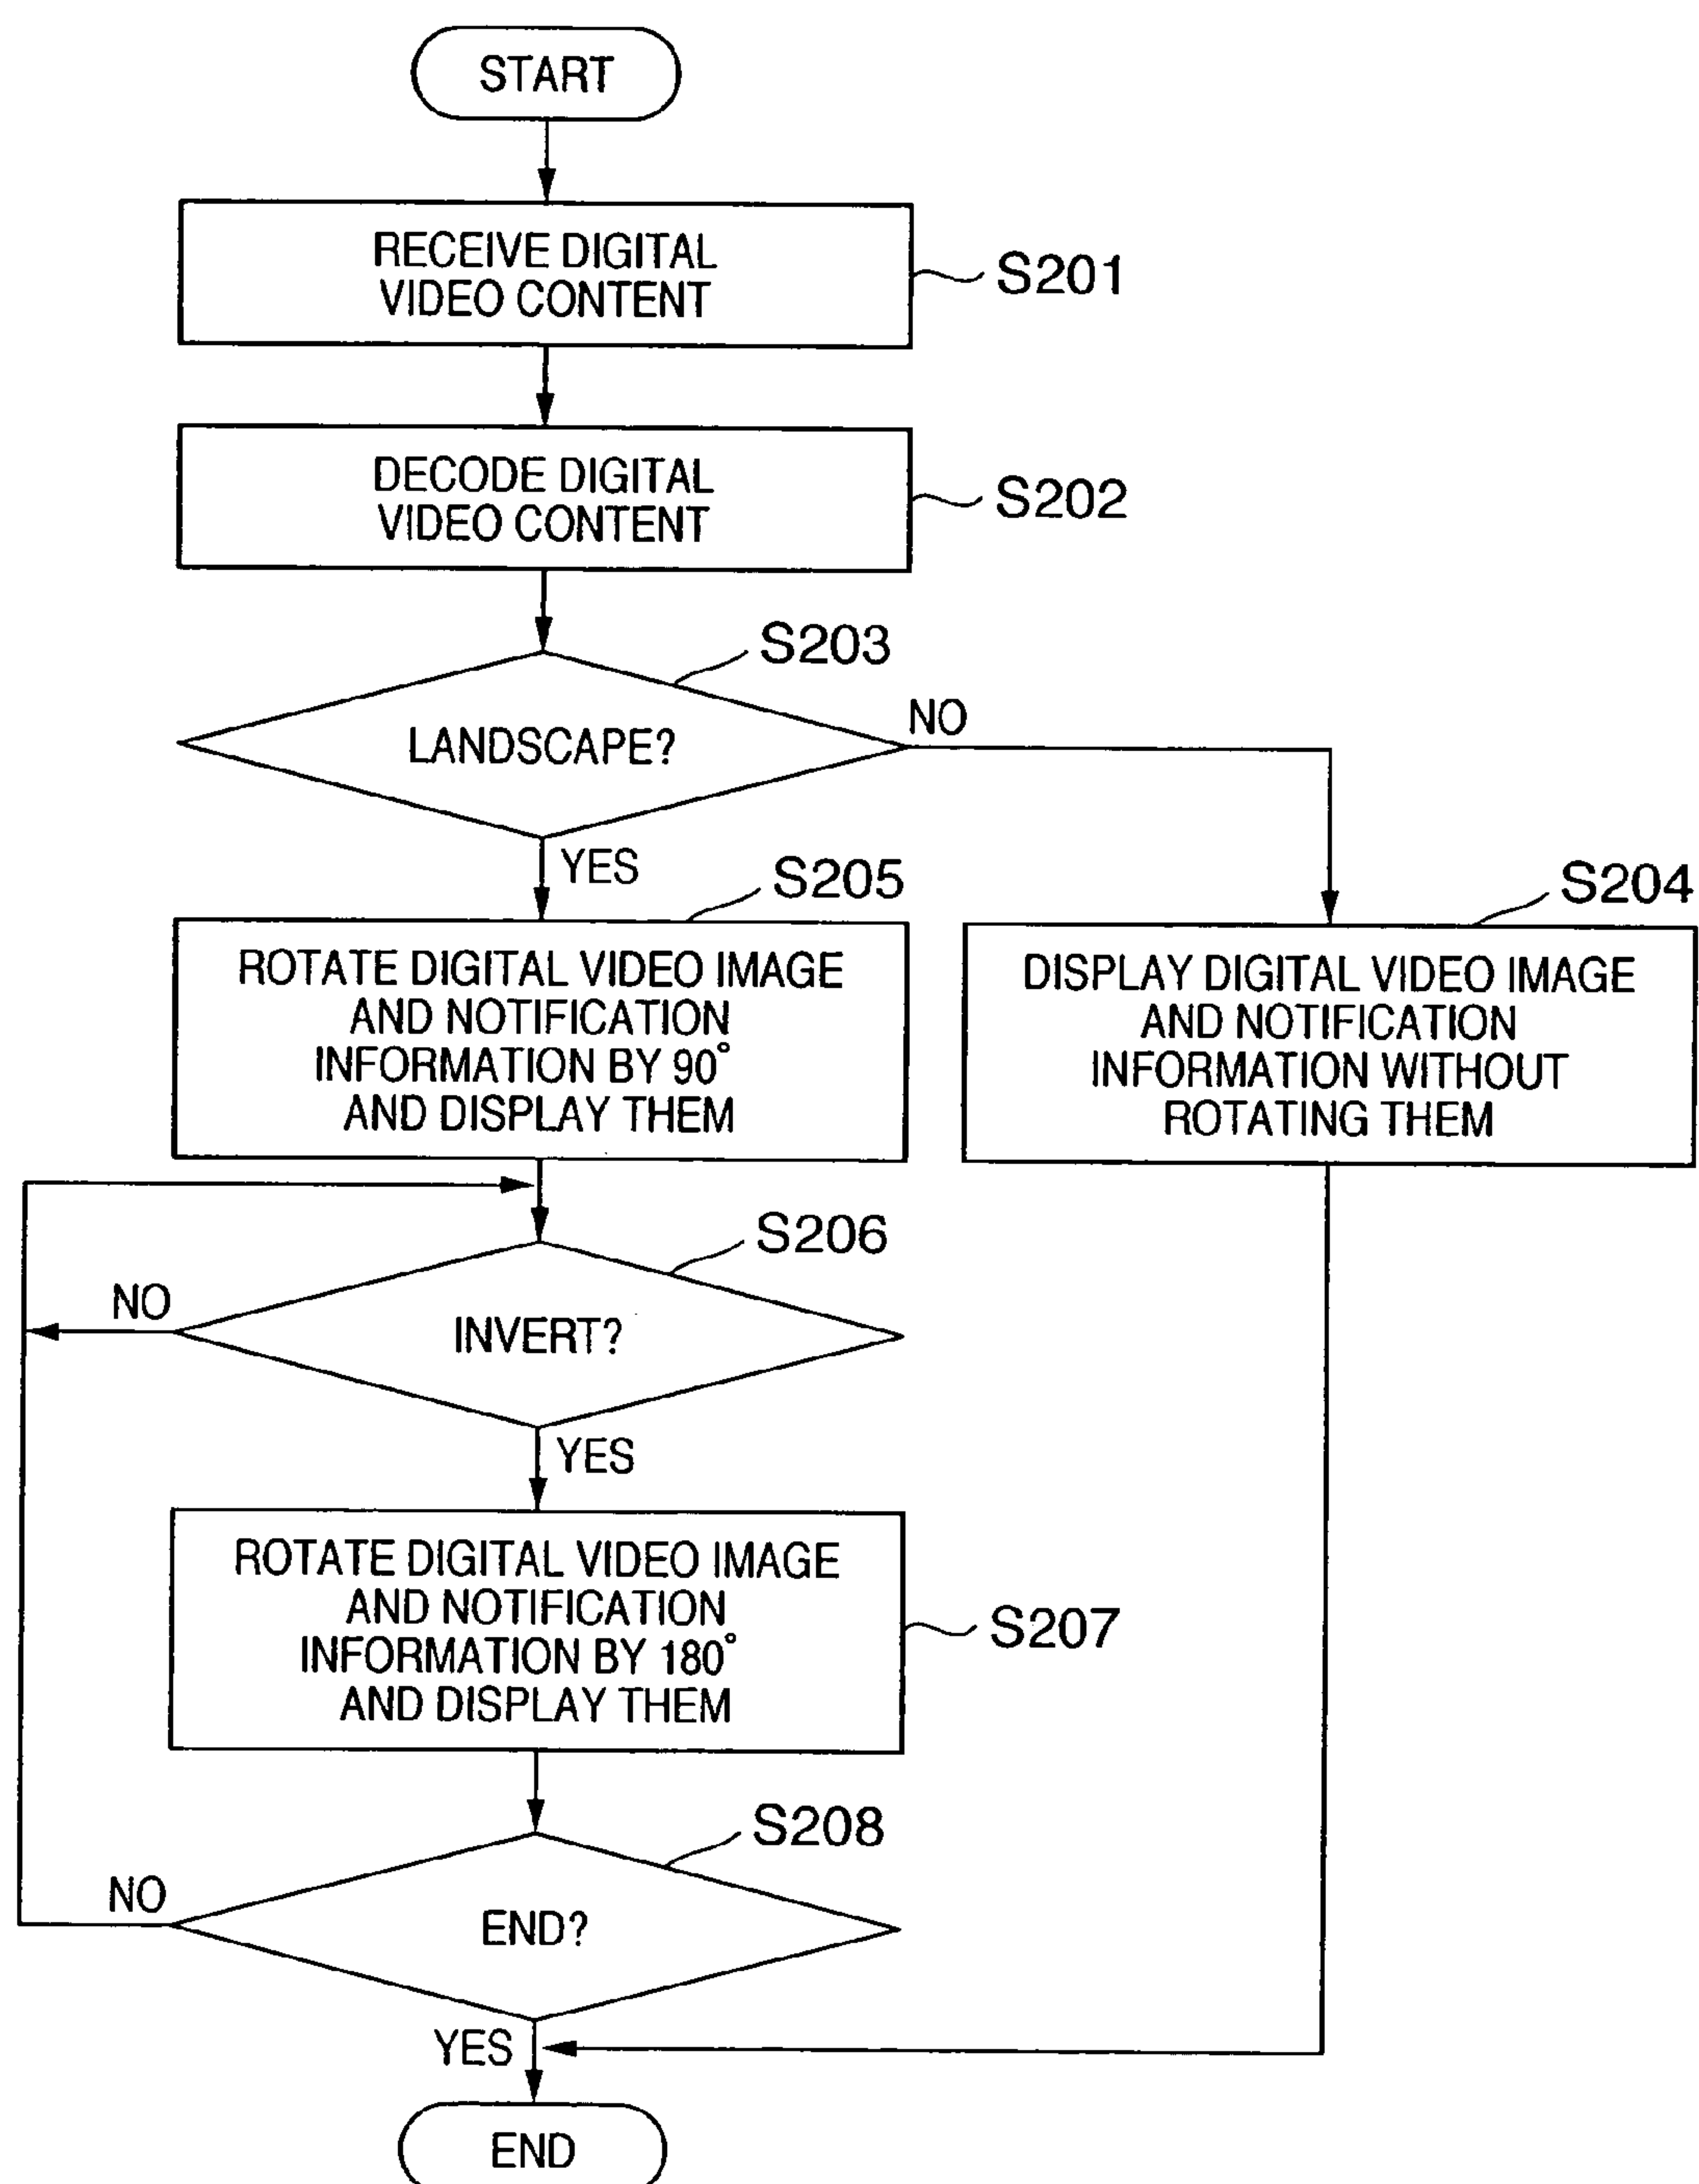 START
RECEIVE DIGITAL
VIDEO CONTENT
S201
DECODE DIGITAL
VIDEO CONTENT
S202
S203
LANDSCAPE?
NO
YES
S205
ROTATE DIGITAL VIDEO IMAGE
AND NOTIFICATION
INFORMATION BY 90°
AND DISPLAY THEM
S204
DISPLAY DIGITAL VIDEO IMAGE
AND NOTIFICATION
INFORMATION WITHOUT
ROTATING THEM
S206
NO
INVERT?
YES
ROTATE DIGITAL VIDEO IMAGE
AND NOTIFICATION
INFORMATION BY 180°
AND DISPLAY THEM
S207
S208
NO
END?
YES
END